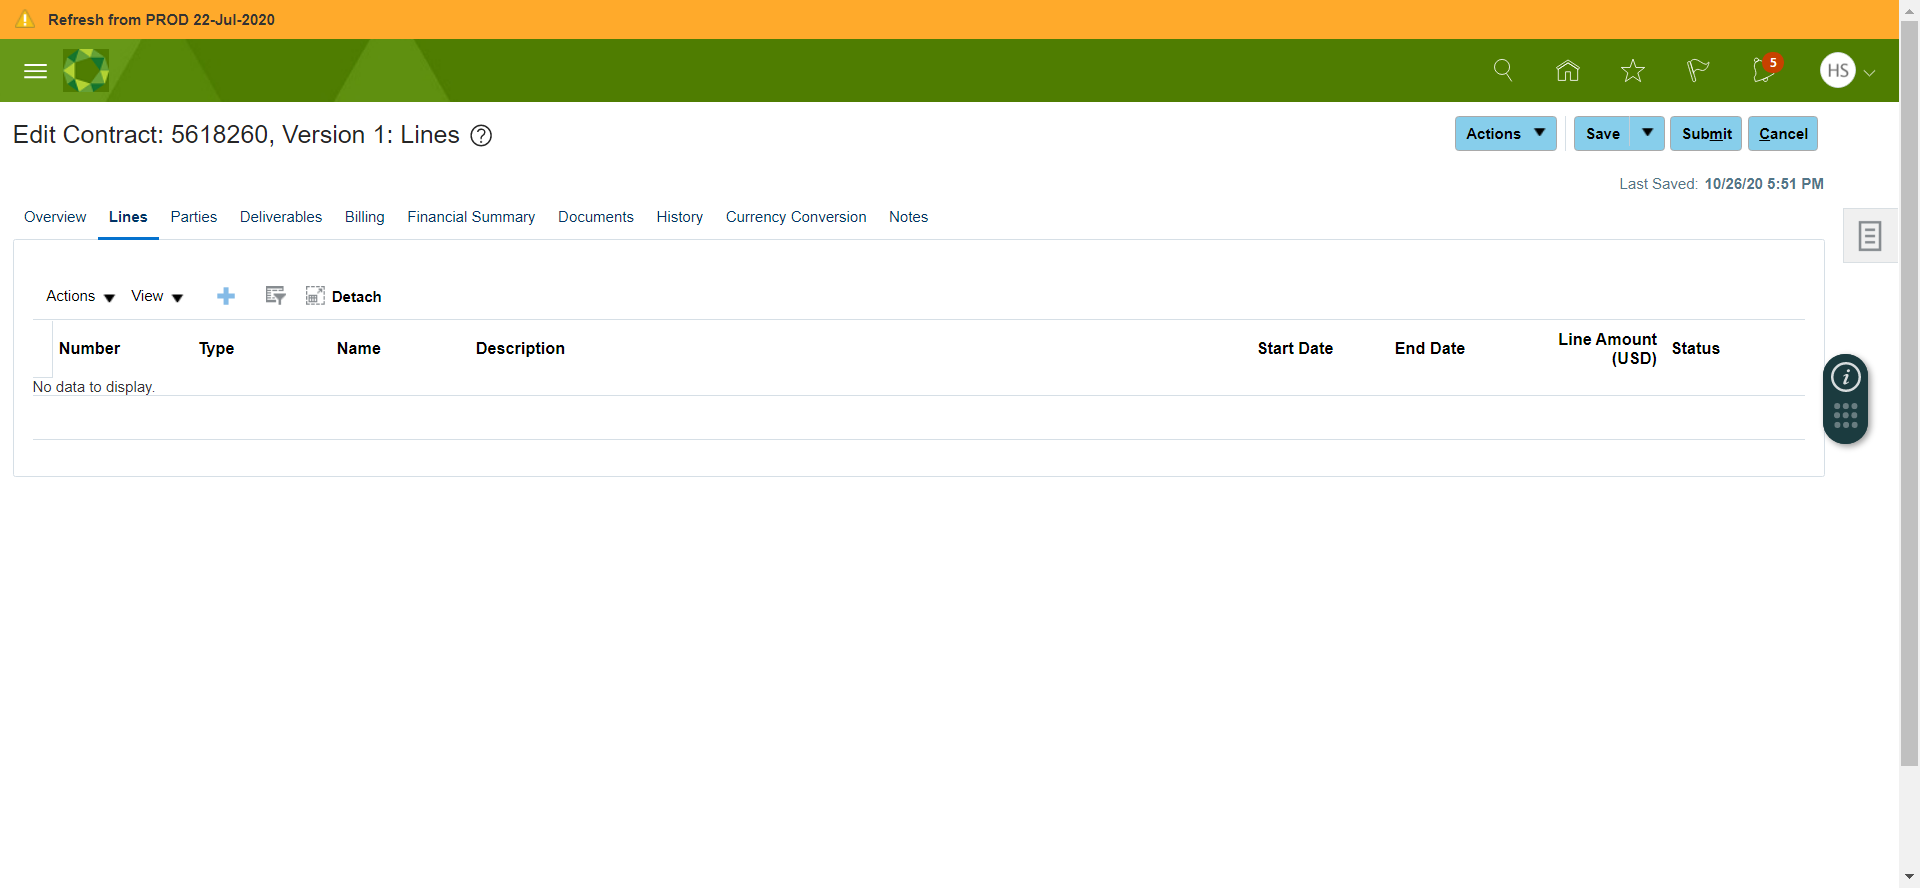 Refresh from PROD 22-Jul-2020
5
HS
Edit Contract: 5618260, Version 1: Lines
Actions Save Submit Cancel
Last Saved: 10/26/20 5:51 PM
Overview Lines Parties Deliverables Billing Financial Summary Documents History Currency Conversion Notes
Actions View Detach
Number Type Name Description Start Date End Date Line Amount (USD) Status
No data to display.